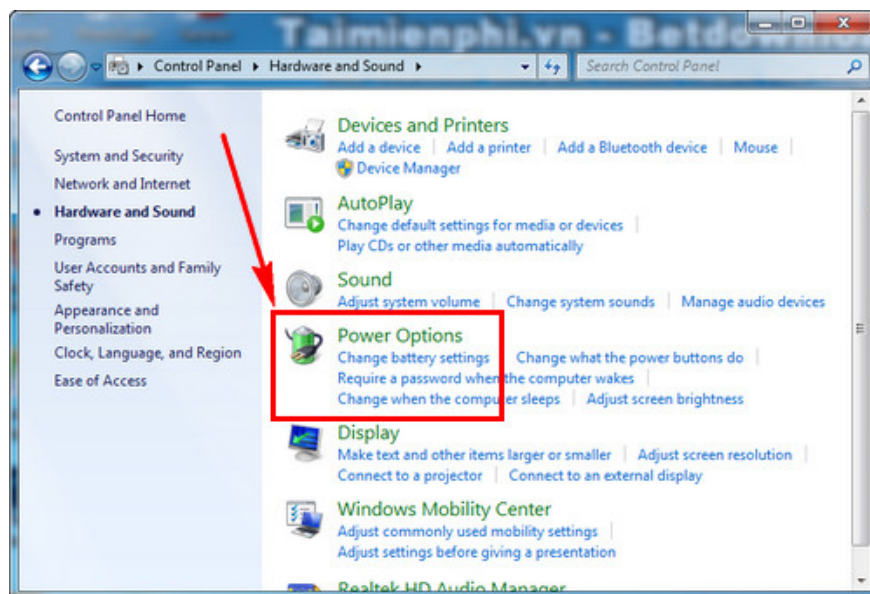 Taimienphi.vn - Betdown
Control Panel Hardware and Sound
Search Control Panel
Control Panel Home
System and Security
Network and Internet
Hardware and Sound
Programs
User Accounts and Family
Safety
Appearance and
Personalization
Clock, Language, and Region
Ease of Access
Devices and Printers
Add a device Add a printer Add a Bluetooth device Mouse
Device Manager
AutoPlay
Change default settings for media or devices
Play CDs or other media automatically
Sound
Adjust system volume Change system sounds Manage audio devices
Power Options
Change battery settings Change what the power buttons do
Require a password when the computer wakes
Change when the computer sleeps Adjust screen brightness
Display
Make text and other items larger or smaller Adjust screen resolution
Connect to a projector Connect to an external display
Windows Mobility Center
Adjust commonly used mobility settings
Adjust settings before giving a presentation
Realtek HD Audio Manager